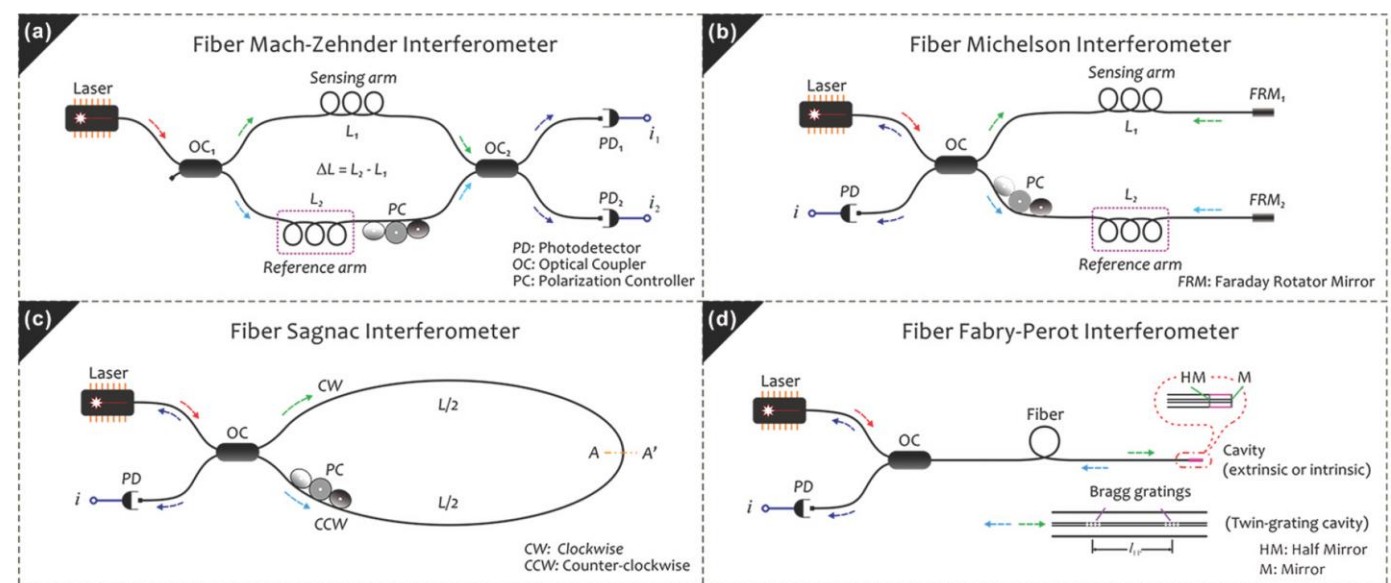 (a)
Fiber Mach-Zehnder Interferometer
Laser
Sensing arm
L₁
OC₁
OC₂
ΔL = L₂ - L₁
L₂
PC
Reference arm
PD₁
i₁
PD₂
i₂
PD: Photodetector
OC: Optical Coupler
PC: Polarization Controller
(b)
Fiber Michelson Interferometer
Laser
Sensing arm
L₁
FRM₁
OC
PD
i
PC
L₂
FRM₂
Reference arm
FRM: Faraday Rotator Mirror
(c)
Fiber Sagnac Interferometer
Laser
CW
L/2
OC
A
A'
PD
i
PC
L/2
CCW
CW: Clockwise
CCW: Counter-clockwise
(d)
Fiber Fabry-Perot Interferometer
Laser
HM
M
Fiber
OC
Cavity
(extrinsic or intrinsic)
PD
i
Bragg gratings
(Twin-grating cavity)
HM: Half Mirror
M: Mirror